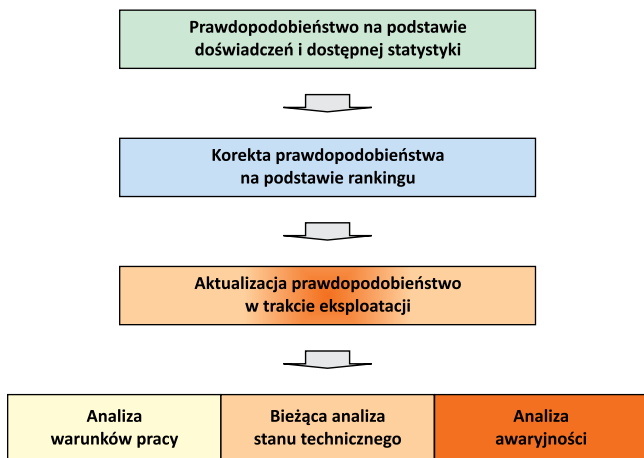 Prawdopodobieństwo na podstawie
doświadczeń i dostępnej statystyki
Korekta prawdopodobieństwa
na podstawie rankingu
Aktualizacja prawdopodobieństwo
w trakcie eksploatacji
Analiza
warunków pracy
Bieżąca analiza
stanu technicznego
Analiza
awaryjności